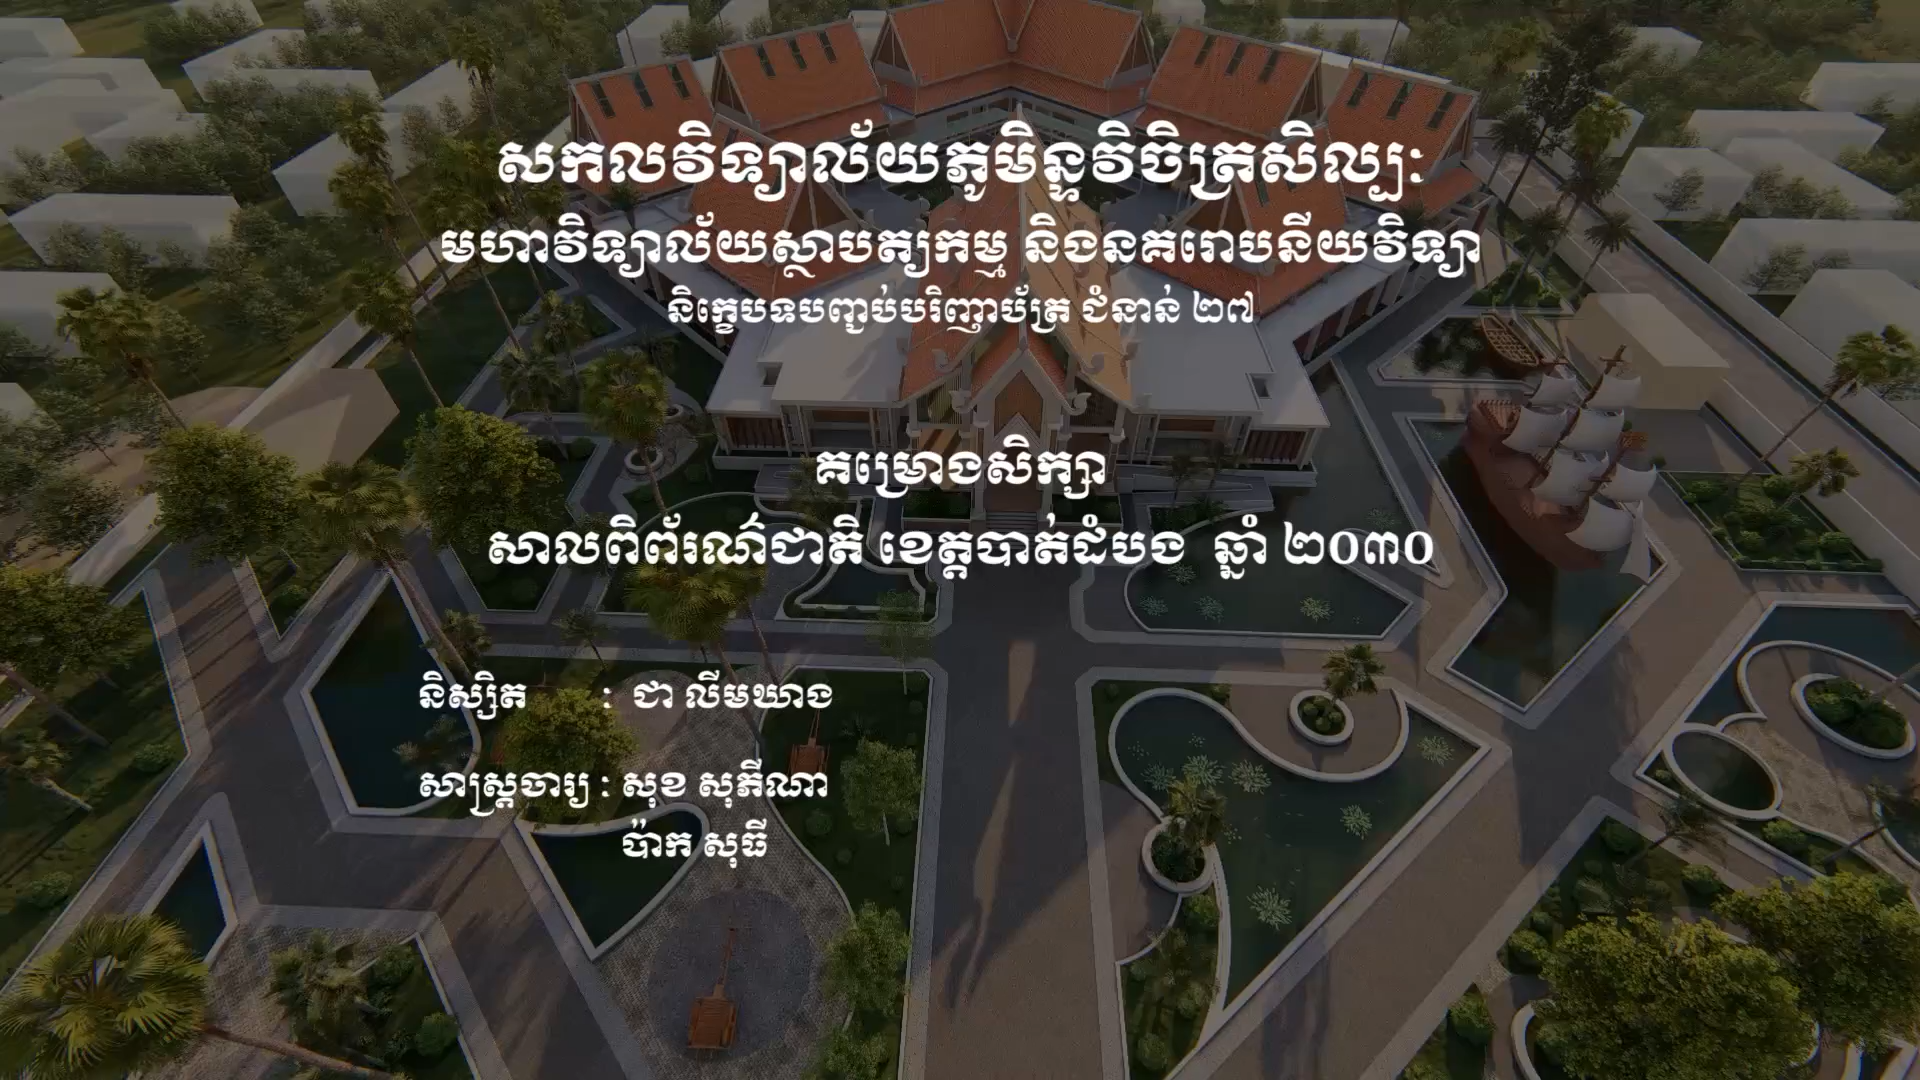 សកលវិទ្យាល័យភូមិន្ទវិចិត្រសិល្បៈ
មហាវិទ្យាល័យស្ថាបត្យកម្ម និងនគរោបនីយវិទ្យា
និក្ខេបទបញ្ចប់បរិញ្ញាប័ត្រ ជំនាន់ ២៧
គម្រោងសិក្សា
សាលពិព័រណ៌ជាតិ ខេត្តបាត់ដំបង ឆ្នាំ ២០៣០
និស្សិត : ជា លីមឃាង
សាស្ត្រចារ្យ : សុខ សុភីណា
ប៉ាក សុធី